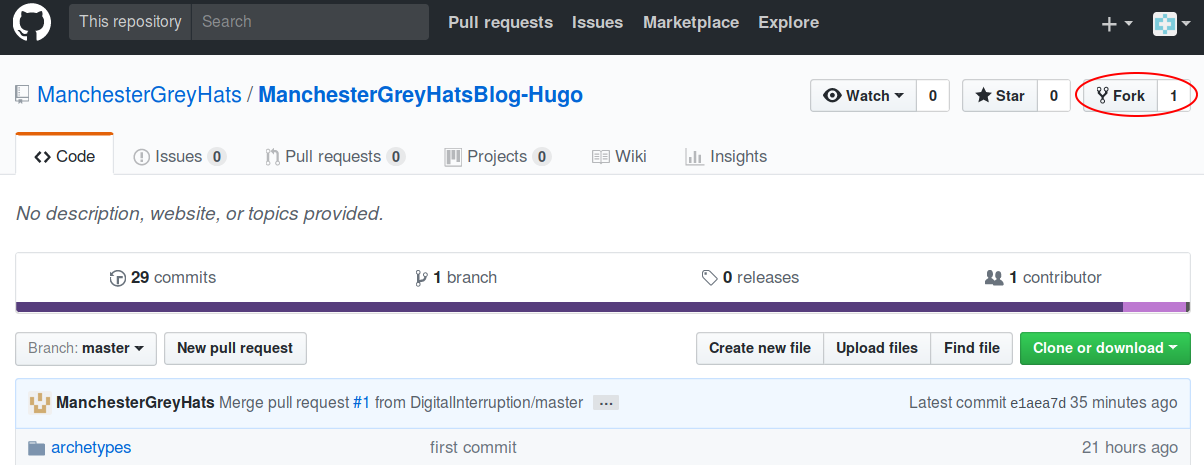 This repository Search Pull requests Issues Marketplace Explore
ManchesterGreyHats / ManchesterGreyHatsBlog-Hugo Watch 0 Star 0 Fork 1
Code Issues 0 Pull requests 0 Projects 0 Wiki Insights
No description, website, or topics provided.
29 commits 1 branch 0 releases 1 contributor
Branch: master New pull request Create new file Upload files Find file Clone or download
ManchesterGreyHats Merge pull request #1 from DigitalInterruption/master ... Latest commit e1aea7d 35 minutes ago
archetypes first commit 21 hours ago